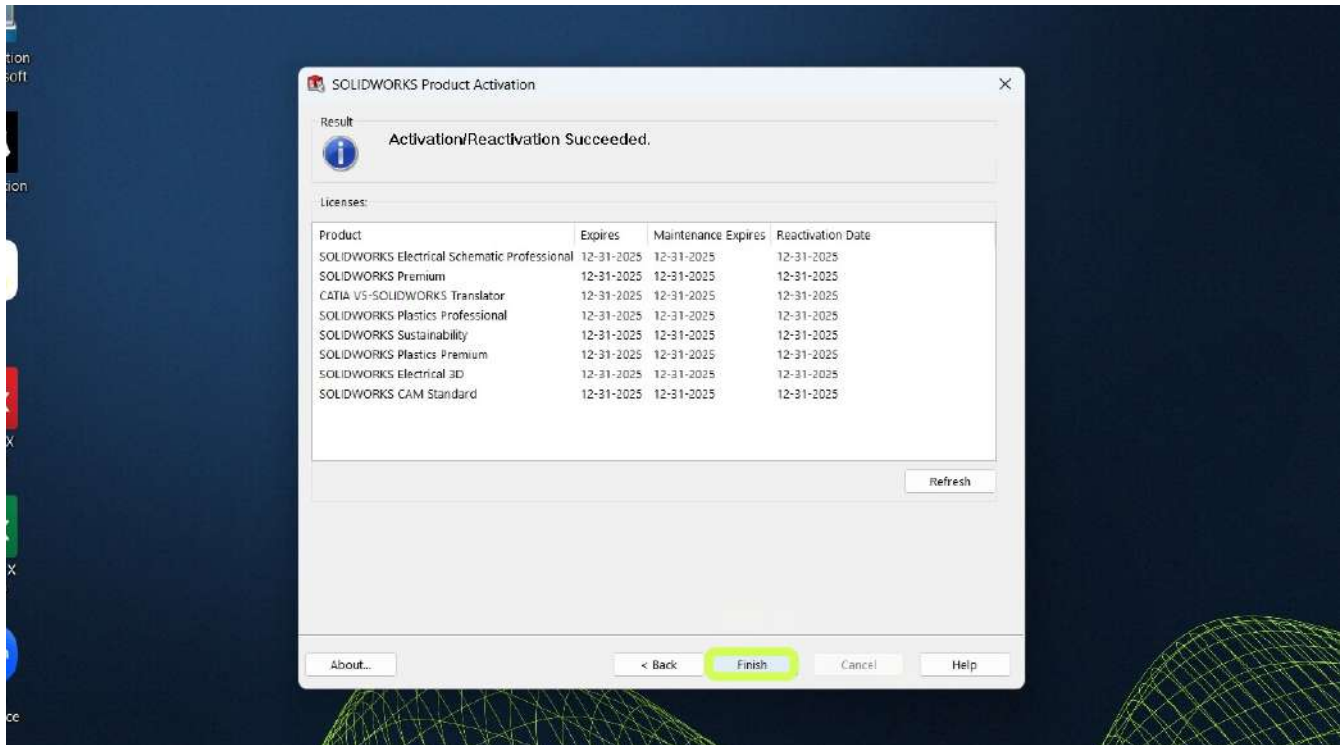 tion
soft
SOLIDWORKS Product Activation
Result
Activation/Reactivation Succeeded.
ion
Licenses:
Product Expires Maintenance Expires Reactivation Date
SOLIDWORKS Electrical Schematic Professional 12-31-2025 12-31-2025 12-31-2025
SOLIDWORKS Premium 12-31-2025 12-31-2025 12-31-2025
CATIA V5-SOLIDWORKS Translator 12-31-2025 12-31-2025 12-31-2025
SOLIDWORKS Plastics Professional 12-31-2025 12-31-2025 12-31-2025
SOLIDWORKS Sustainability 12-31-2025 12-31-2025 12-31-2025
SOLIDWORKS Plastics Premium 12-31-2025 12-31-2025 12-31-2025
SOLIDWORKS Electrical 3D 12-31-2025 12-31-2025 12-31-2025
SOLIDWORKS CAM Standard 12-31-2025 12-31-2025 12-31-2025
X
Refresh
X
About... < Back Finish Cancel Help
ce